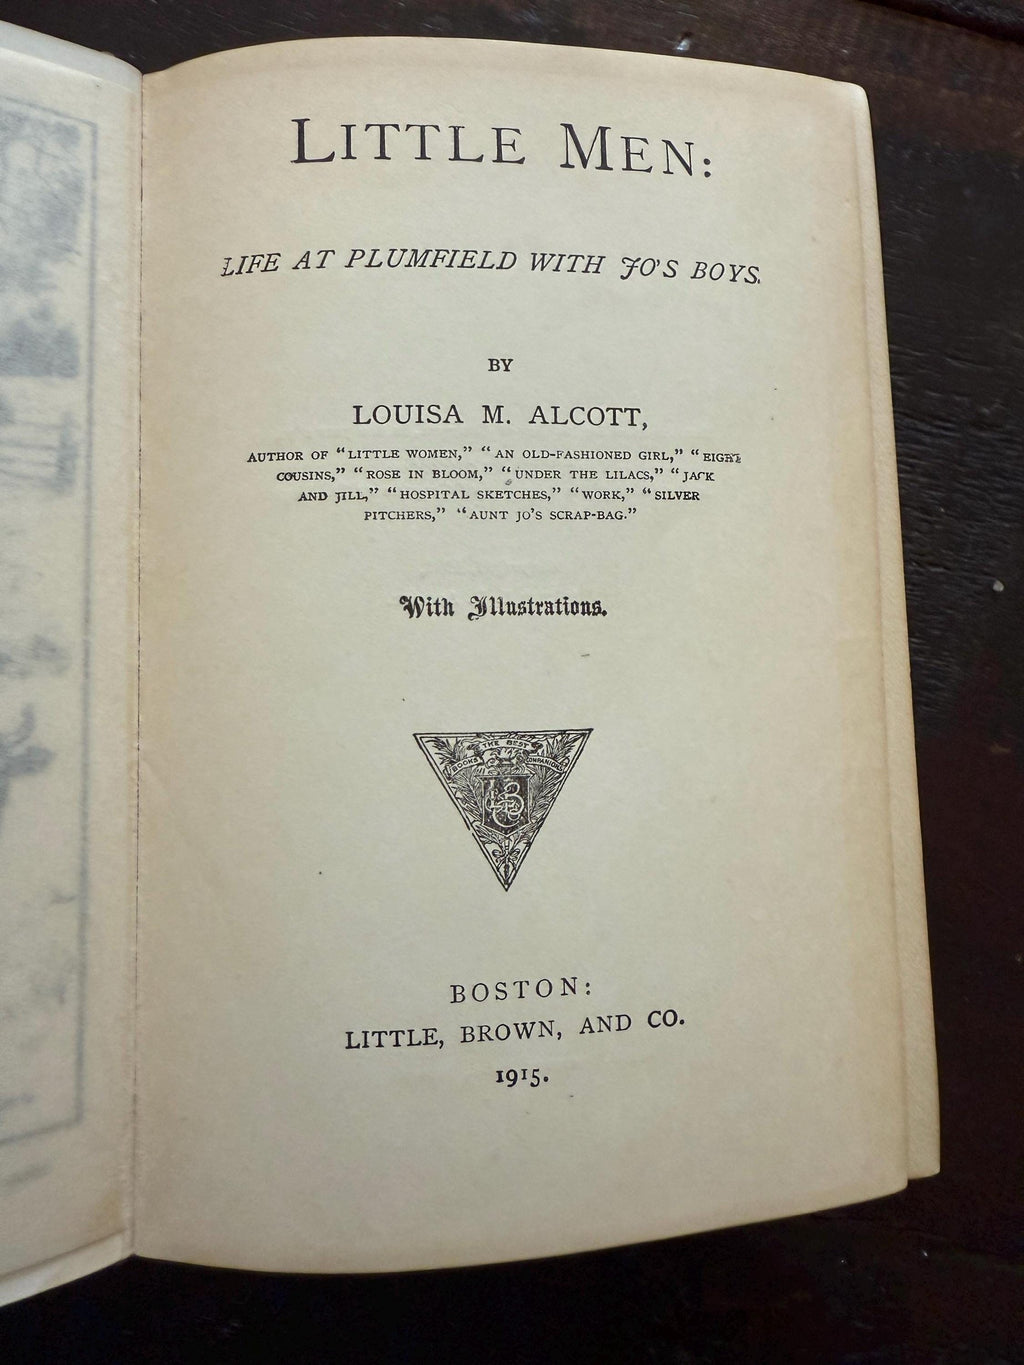 LITTLE MEN:
LIFE AT PLUMFIELD WITH JO'S BOYS.
BY
LOUISA M. ALCOTT,
AUTHOR OF "LITTLE WOMEN," "AN OLD-FASHIONED GIRL," "EIGHT
COUSINS," "ROSE IN BLOOM," "UNDER THE LILACS," "JACK
AND JILL," "HOSPITAL SKETCHES," "WORK," "SILVER
PITCHERS," "AUNT JO'S SCRAP-BAG."
With Illustrations.
BOOKS THE BEST COMPANIONS
LB
BOSTON:
LITTLE, BROWN, AND CO.
1915.